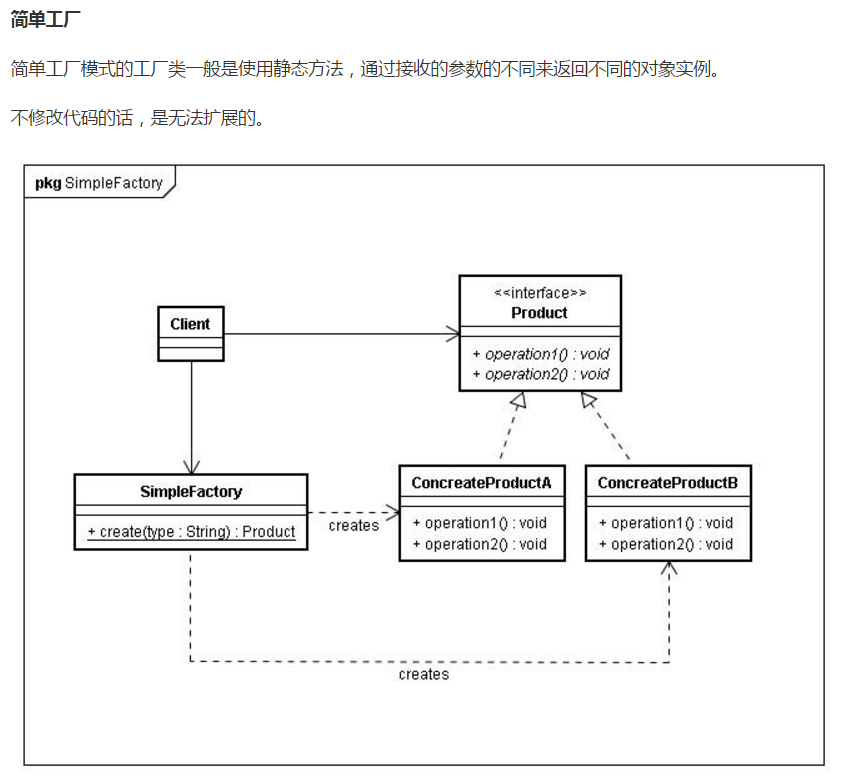 简单工厂
简单工厂模式的工厂类一般是使用静态方法，通过接收的参数的不同来返回不同的对象实例。
不修改代码的话，是无法扩展的。
pkg SimpleFactory
<<interface>>
Product
+ operation1() : void
+ operation2() : void
Client
SimpleFactory
+ create(type : String) : Product
creates
ConcreateProductA
+ operation1() : void
+ operation2() : void
ConcreateProductB
+ operation1() : void
+ operation2() : void
creates